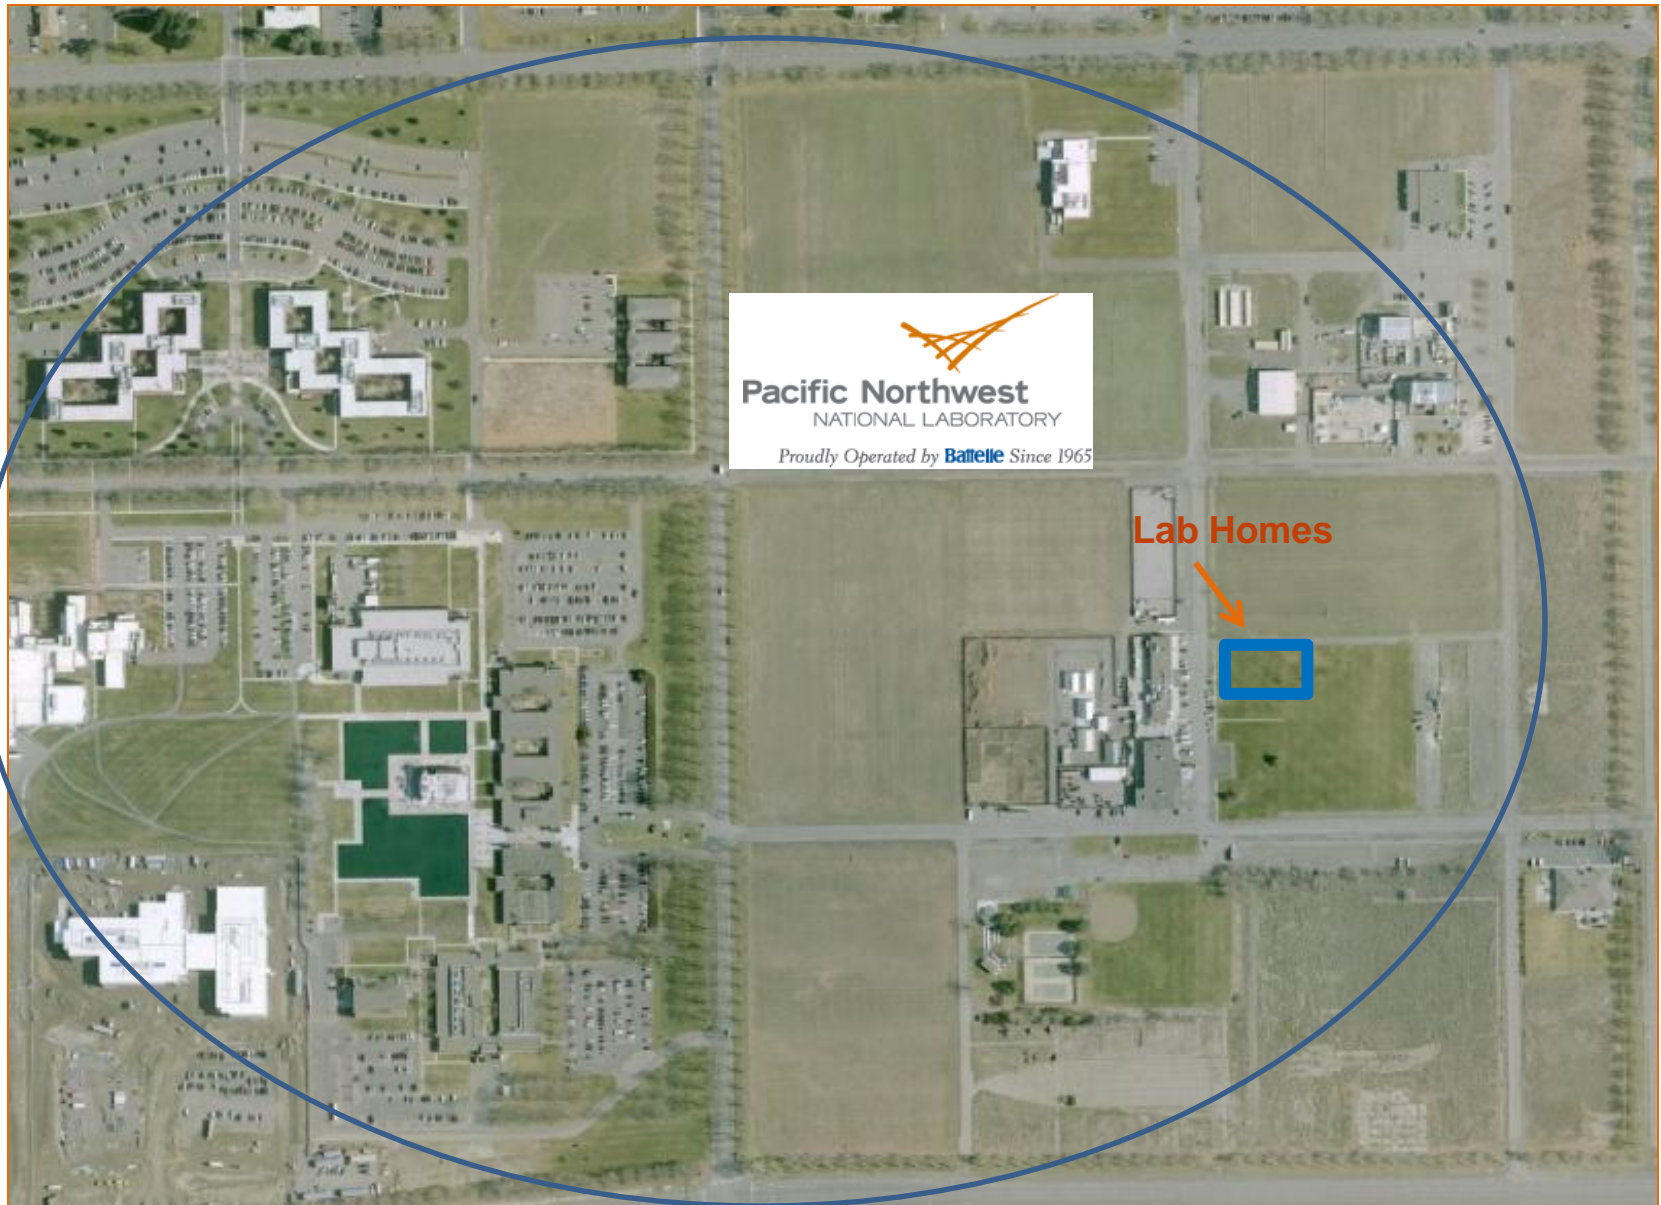 Pacific Northwest
NATIONAL LABORATORY
Proudly Operated by Battelle Since 1965
Lab Homes